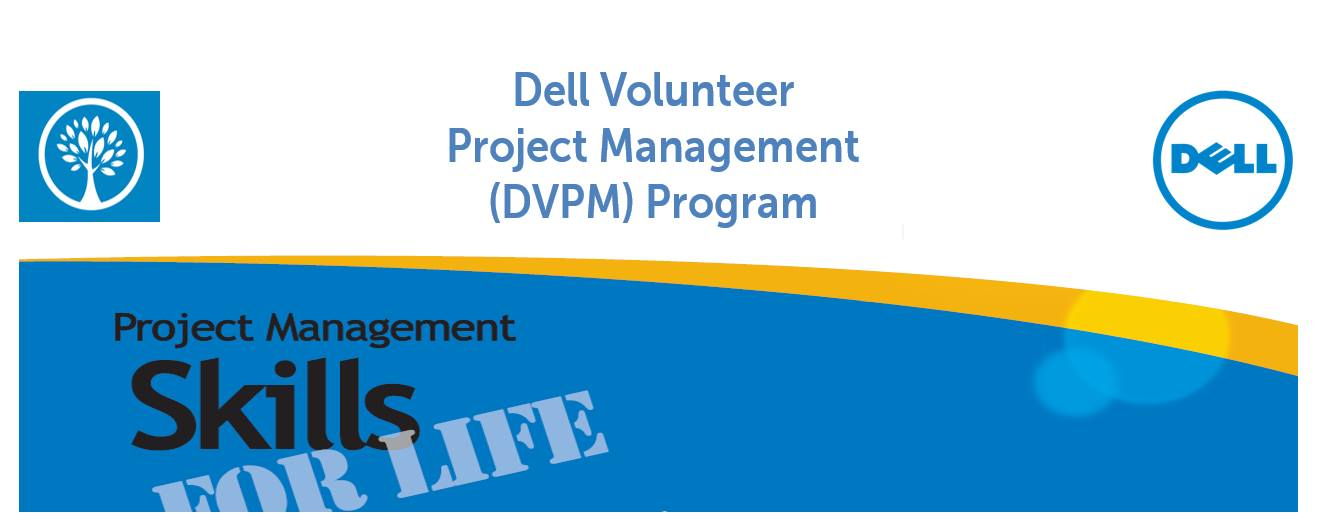 Dell Volunteer
Project Management
(DVPM) Program
DELL
Project Management
Skills
FOR LIFE